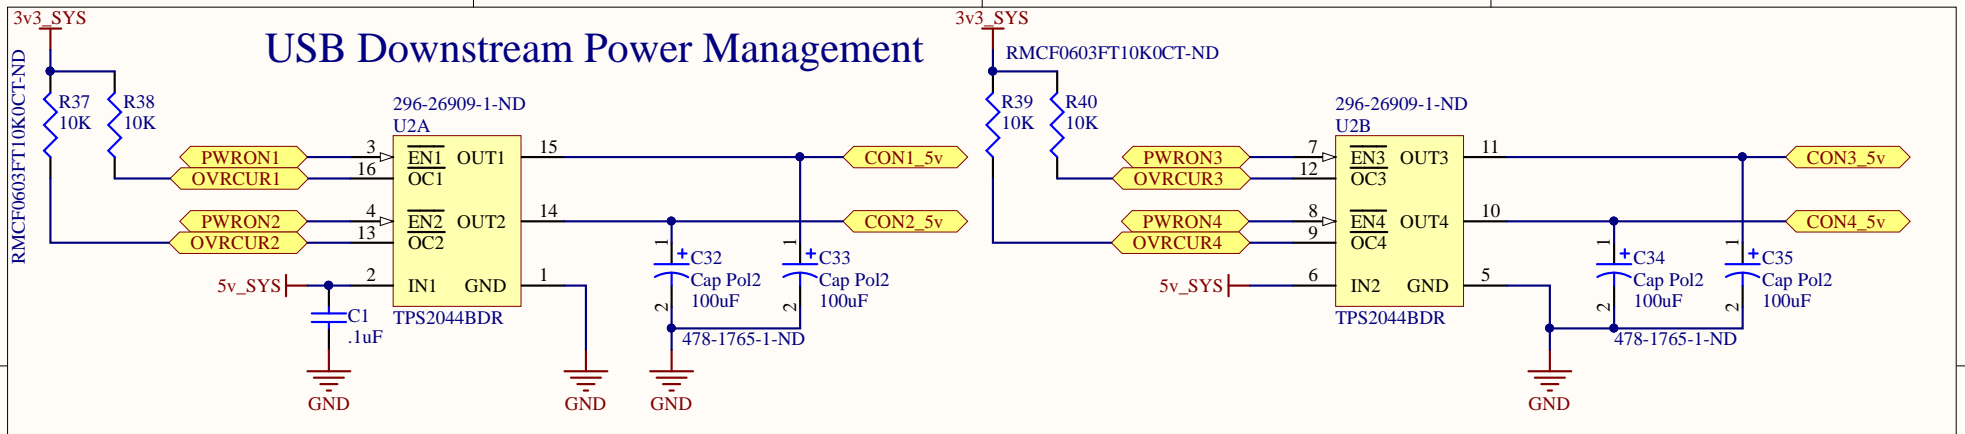 3v3_SYS
USB Downstream Power Management
RMCF0603FT10K0CT-ND
R37
10K
R38
10K
296-26909-1-ND
U2A
PWRON1
3
EN1
OUT1
15
CON1_5v
OVRCUR1
16
OC1
PWRON2
4
EN2
OUT2
14
CON2_5v
OVRCUR2
13
OC2
5v_SYS
2
IN1
GND
1
TPS2044BDR
C1
.1uF
GND
GND
1
C32
Cap Pol2
100uF
2
1
C33
Cap Pol2
100uF
2
478-1765-1-ND
GND
3v3_SYS
RMCF0603FT10K0CT-ND
R39
10K
R40
10K
296-26909-1-ND
U2B
PWRON3
7
EN3
OUT3
11
CON3_5v
OVRCUR3
12
OC3
PWRON4
8
EN4
OUT4
10
CON4_5v
OVRCUR4
9
OC4
5v_SYS
6
IN2
GND
5
TPS2044BDR
1
C34
Cap Pol2
100uF
2
1
C35
Cap Pol2
100uF
2
478-1765-1-ND
GND